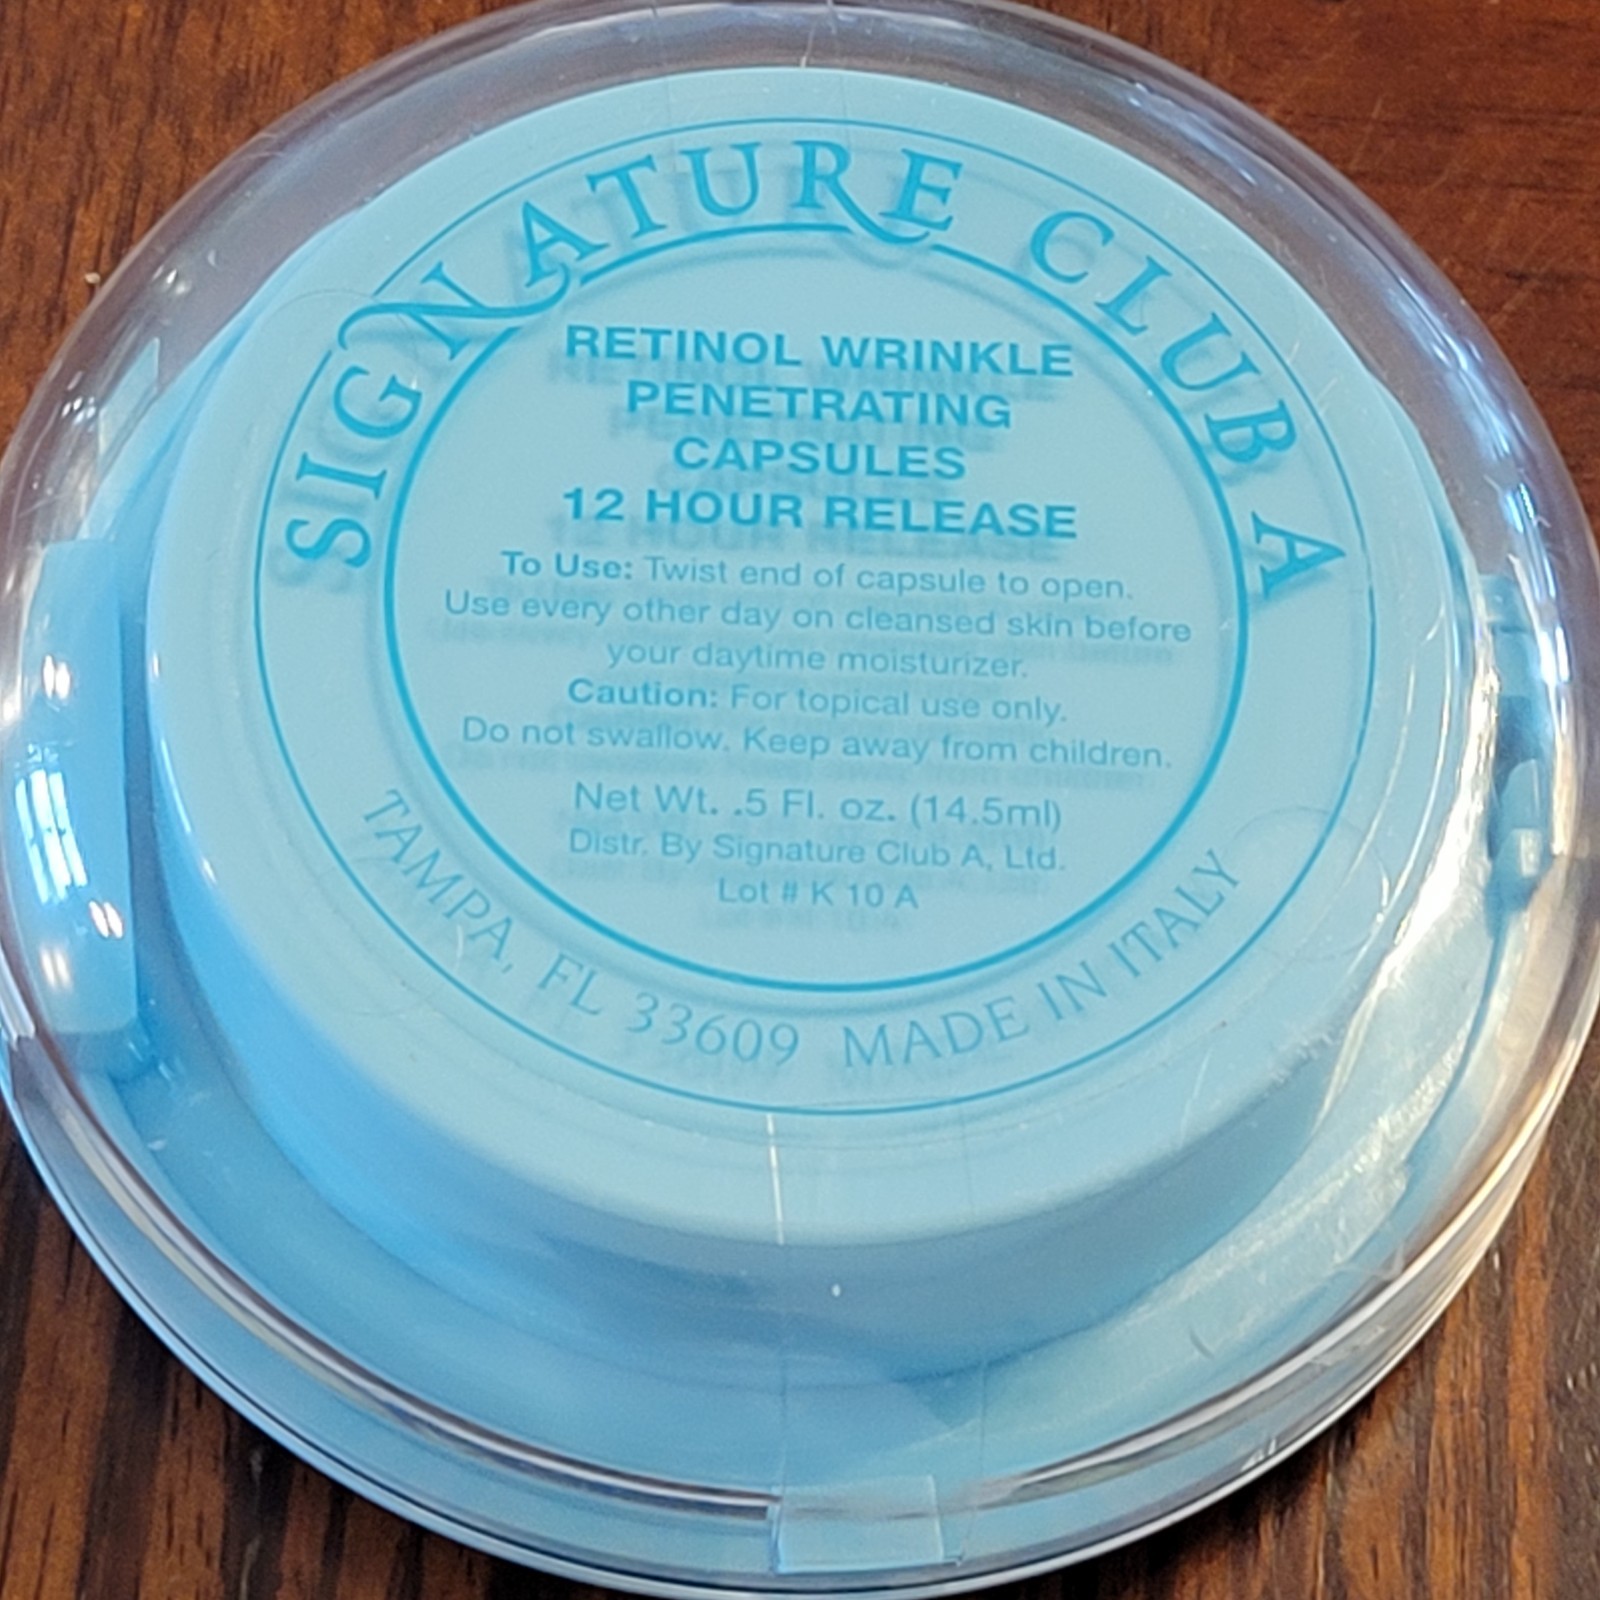 SIGNATURE CLUB A
RETINOL WRINKLE
PENETRATING
CAPSULES
12 HOUR RELEASE
To Use: Twist end of capsule to open.
Use every other day on cleansed skin before
your daytime moisturizer.
Caution: For topical use only.
Do not swallow. Keep away from children.
Net Wt. .5 Fl. oz. (14.5ml)
Distr. By Signature Club A, Ltd.
Lot # K 10 A
TAMPA, FL 33609 MADE IN ITALY